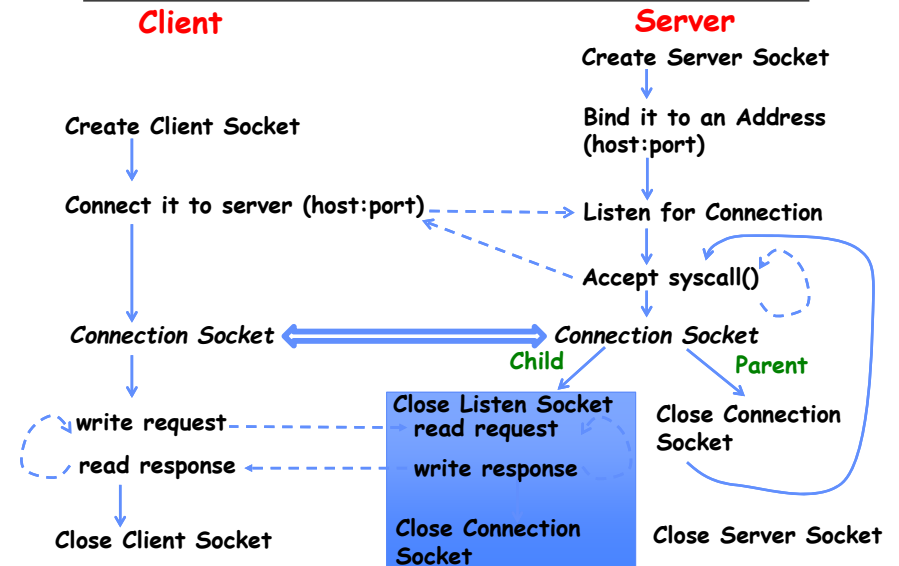 Client
Server
Create Server Socket
Create Client Socket
Bind it to an Address
(host:port)
Connect it to server (host:port)
Listen for Connection
Accept syscall()
Connection Socket
Connection Socket
Child
Parent
Close Listen Socket
write request
read request
Close Connection
Socket
read response
write response
Close Client Socket
Close Connection
Socket
Close Server Socket